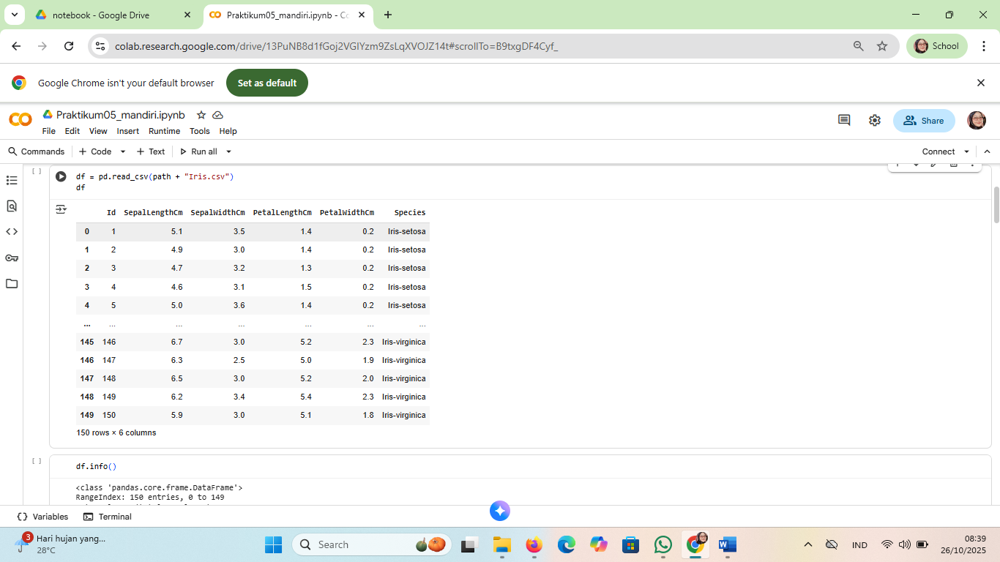 notebook - Google Drive
Praktikum05_mandiri.ipynb - Co
colab.research.google.com/drive/13PuNB8d1fGoj2VGIYzm9ZsLqXVOJZ14t#scrollTo=B9txgDF4Cyf_
School
Google Chrome isn't your default browser
Set as default
CO
Praktikum05_mandiri.ipynb
Share
File Edit View Insert Runtime Tools Help
Commands + Code + Text Run all Connect
[ ]
df = pd.read_csv(path + "Iris.csv")
df
Id SepalLengthCm SepalWidthCm PetalLengthCm PetalWidthCm Species
0 1 5.1 3.5 1.4 0.2 Iris-setosa
1 2 4.9 3.0 1.4 0.2 Iris-setosa
2 3 4.7 3.2 1.3 0.2 Iris-setosa
3 4 4.6 3.1 1.5 0.2 Iris-setosa
4 5 5.0 3.6 1.4 0.2 Iris-setosa
... ... ... ... ... ... ...
145 146 6.7 3.0 5.2 2.3 Iris-virginica
146 147 6.3 2.5 5.0 1.9 Iris-virginica
147 148 6.5 3.0 5.2 2.0 Iris-virginica
148 149 6.2 3.4 5.4 2.3 Iris-virginica
149 150 5.9 3.0 5.1 1.8 Iris-virginica
150 rows × 6 columns
[ ]
df.info()
<class 'pandas.core.frame.DataFrame'>
RangeIndex: 150 entries, 0 to 149
Variables Terminal
3
Hari hujan yang...
28°C
Search
IND
08:39
26/10/2025